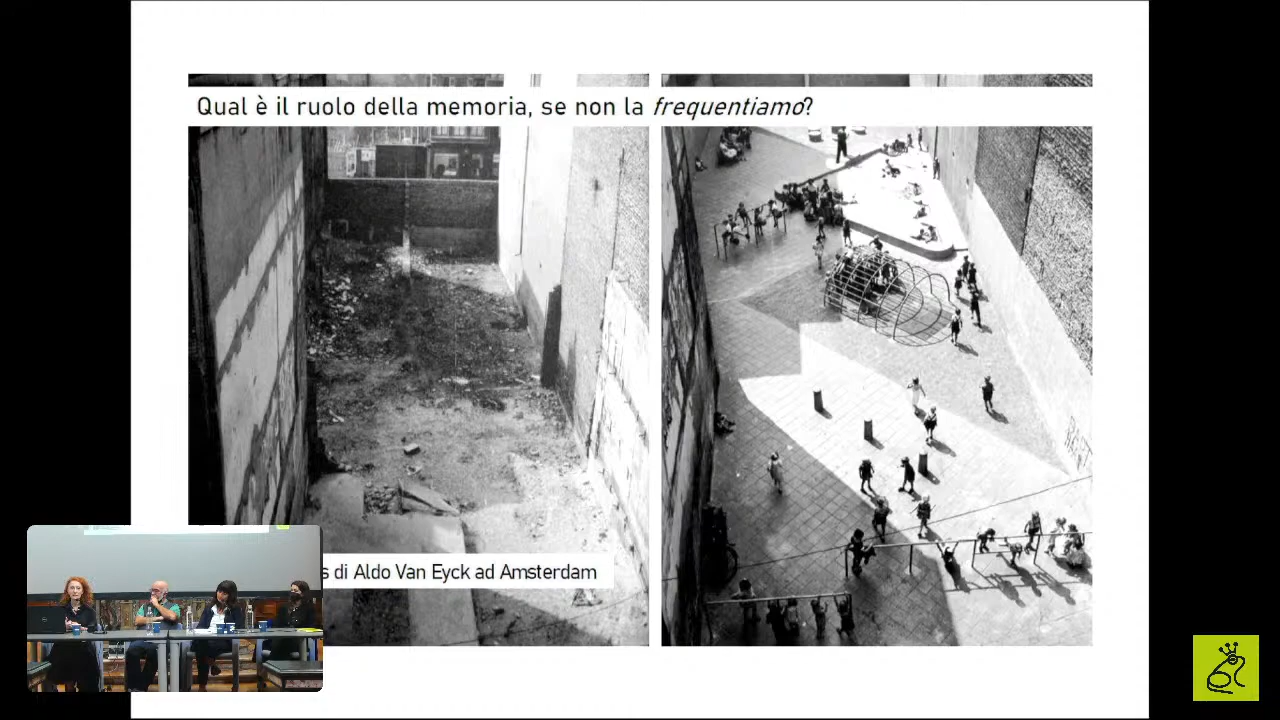 Qual è il ruolo della memoria, se non la frequentiamo?
s di Aldo Van Eyck ad Amsterdam